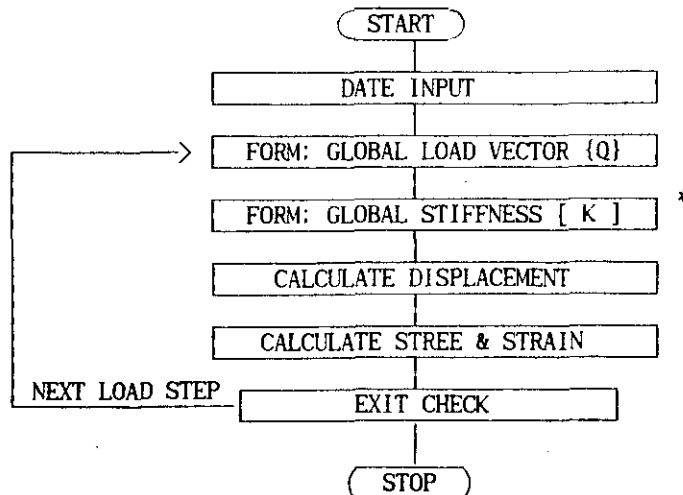 START
DATE INPUT
FORM: GLOBAL LOAD VECTOR {Q}
FORM: GLOBAL STIFFNESS [ K ]
CALCULATE DISPLACEMENT
CALCULATE STREE & STRAIN
NEXT LOAD STEP
EXIT CHECK
STOP